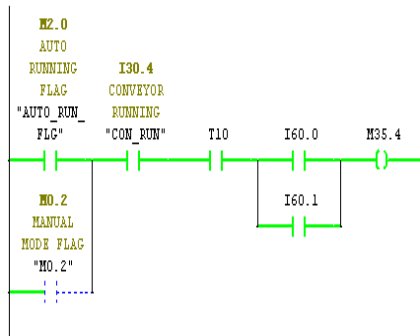 M2.0
AUTO
RUNNING
FLAG
"AUTO_RUN_
FLG"
I30.4
CONVEYOR
RUNNING
"CON_RUN"
T10
I60.0
M35.4
I60.1
M0.2
MANUAL
MODE FLAG
"M0.2"